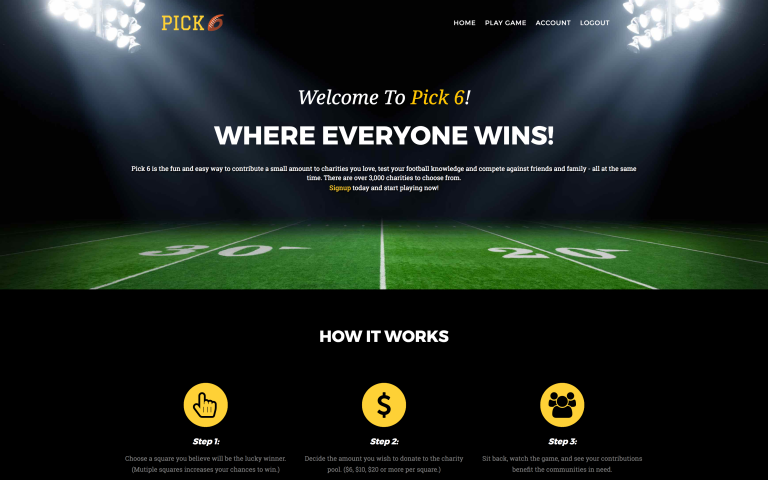 PICK 6
HOME PLAY GAME ACCOUNT LOGOUT
Welcome To Pick 6!
WHERE EVERYONE WINS!
Pick 6 is the fun and easy way to contribute a small amount to charities you love, test your football knowledge and compete against friends and family - all at the same
time. There are over 3,000 charities to choose from.
Signup today and start playing now!
30 20
HOW IT WORKS
$
Step 1: Step 2: Step 3:
Choose a square you believe will be the lucky winner.
(Mutiple squares increases your chances to win.)
Decide the amount you wish to donate to the charity
pool. ($6, $10, $20 or more per square.)
Sit back, watch the game, and see your contributions
benefit the communities in need.